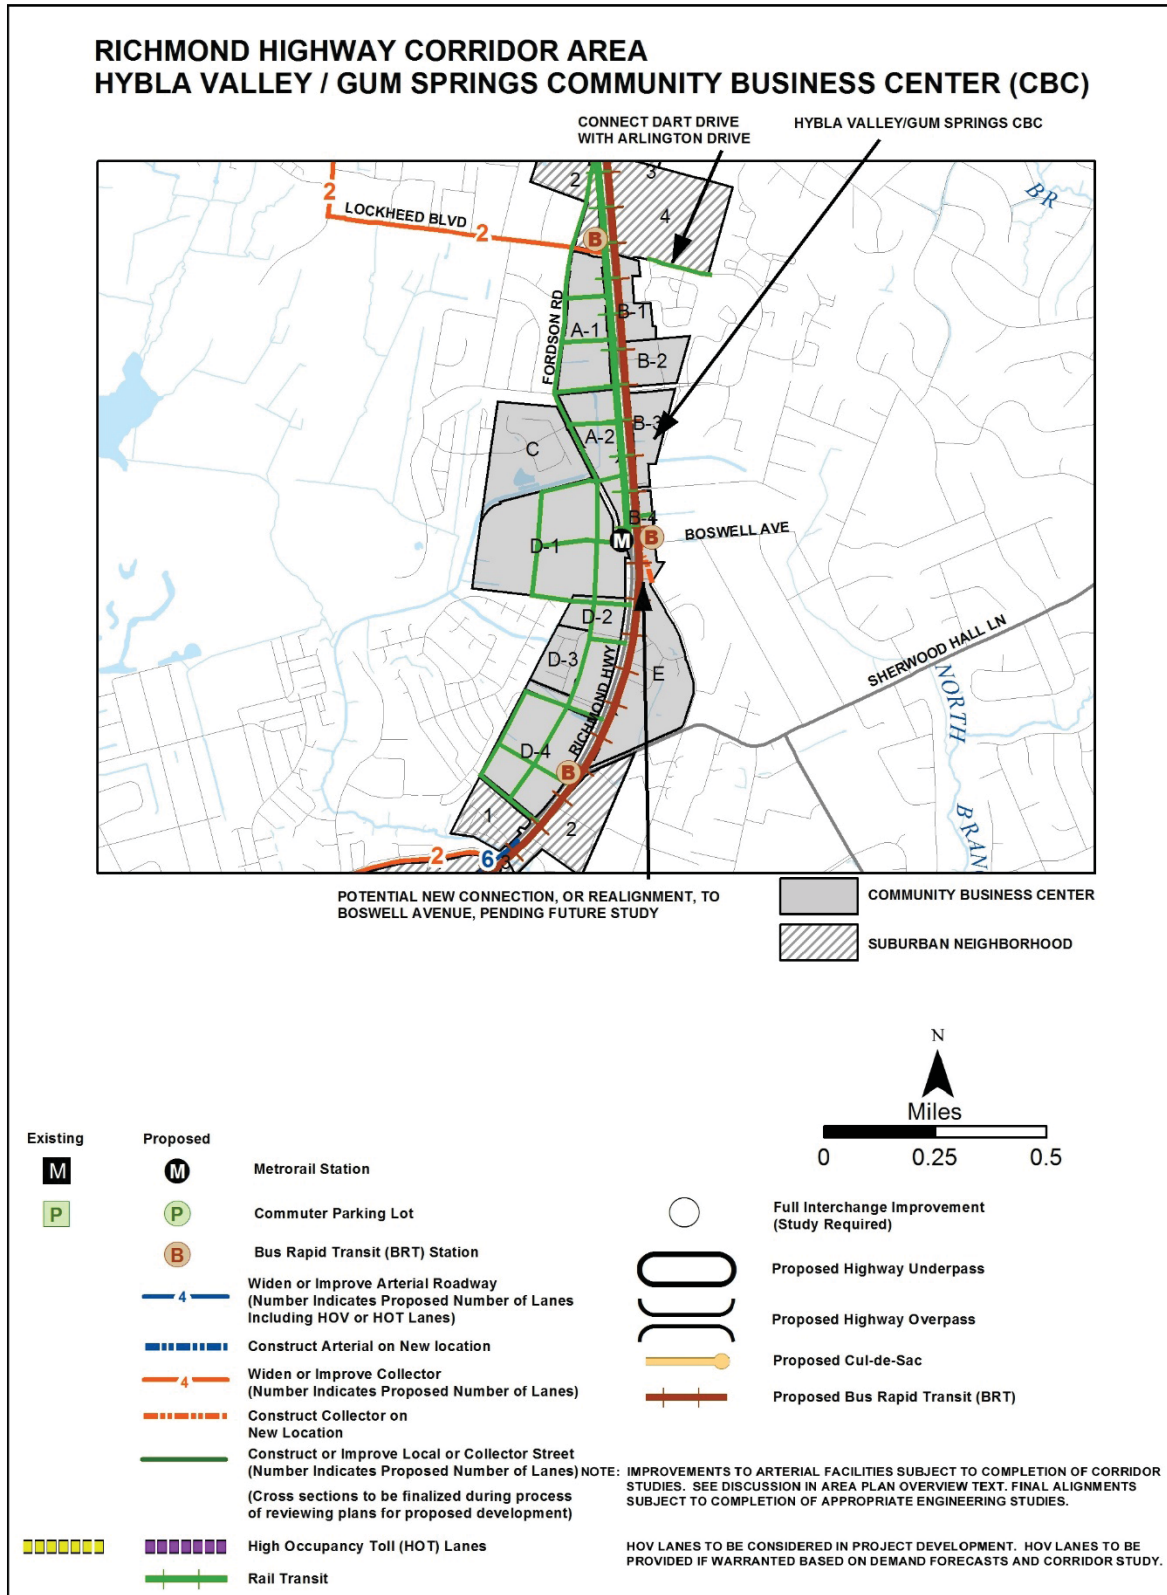 RICHMOND HIGHWAY CORRIDOR AREA
HYBLA VALLEY / GUM SPRINGS COMMUNITY BUSINESS CENTER (CBC)
CONNECT DART DRIVE
WITH ARLINGTON DRIVE
HYBLA VALLEY/GUM SPRINGS CBC
2
3
2
4
BR
LOCKHEED BLVD
2
B
FORDSON RD
A-1
B-1
B-2
B-3
A-2
C
B-4
D-1
M
B
BOSWELL AVE
D-2
D-3
E
RICHMOND HWY
SHERWOOD HALL LN
NORTH
BRANC
D-4
B
1
2
2
6
3
POTENTIAL NEW CONNECTION, OR REALIGNMENT, TO
BOSWELL AVENUE, PENDING FUTURE STUDY
COMMUNITY BUSINESS CENTER
SUBURBAN NEIGHBORHOOD
N
Miles
0 0.25 0.5
Existing Proposed
M M Metrorail Station
P P Commuter Parking Lot
B Bus Rapid Transit (BRT) Station
4 Widen or Improve Arterial Roadway
(Number Indicates Proposed Number of Lanes
Including HOV or HOT Lanes)
Construct Arterial on New location
4 Widen or Improve Collector
(Number Indicates Proposed Number of Lanes)
Construct Collector on
New Location
Construct or Improve Local or Collector Street
(Number Indicates Proposed Number of Lanes)
(Cross sections to be finalized during process
of reviewing plans for proposed development)
High Occupancy Toll (HOT) Lanes
Rail Transit
Full Interchange Improvement
(Study Required)
Proposed Highway Underpass
Proposed Highway Overpass
Proposed Cul-de-Sac
Proposed Bus Rapid Transit (BRT)
NOTE: IMPROVEMENTS TO ARTERIAL FACILITIES SUBJECT TO COMPLETION OF CORRIDOR
STUDIES. SEE DISCUSSION IN AREA PLAN OVERVIEW TEXT. FINAL ALIGNMENTS
SUBJECT TO COMPLETION OF APPROPRIATE ENGINEERING STUDIES.
HOV LANES TO BE CONSIDERED IN PROJECT DEVELOPMENT. HOV LANES TO BE
PROVIDED IF WARRANTED BASED ON DEMAND FORECASTS AND CORRIDOR STUDY.